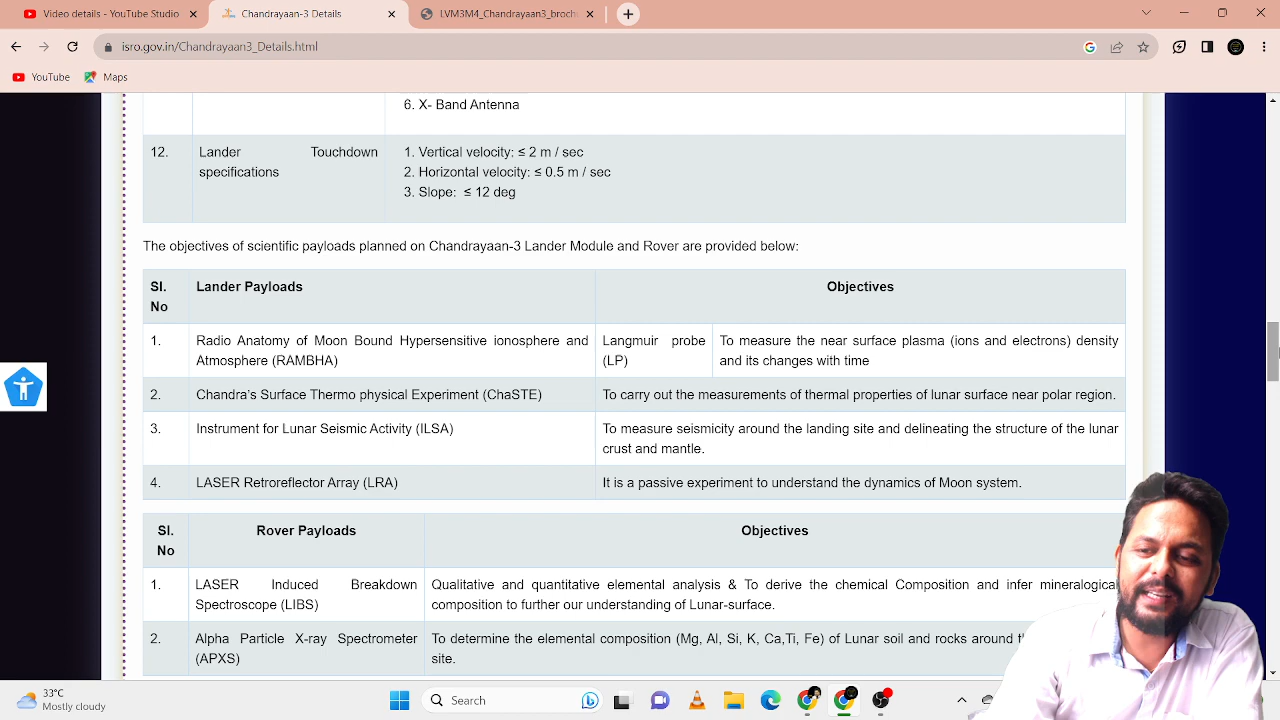 Video details - YouTube Studio
Chandrayaan-3 Details
LVM3M4_Chandrayaan3_broch
isro.gov.in/Chandrayaan3_Details.html
YouTube
Maps
6. X- Band Antenna
12.
Lander Touchdown
specifications
1. Vertical velocity: ≤ 2 m / sec
2. Horizontal velocity: ≤ 0.5 m / sec
3. Slope: ≤ 12 deg
The objectives of scientific payloads planned on Chandrayaan-3 Lander Module and Rover are provided below:
Sl.
No
Lander Payloads
Objectives
1.
Radio Anatomy of Moon Bound Hypersensitive ionosphere and
Atmosphere (RAMBHA)
Langmuir probe
(LP)
To measure the near surface plasma (ions and electrons) density
and its changes with time
2.
Chandra's Surface Thermo physical Experiment (ChaSTE)
To carry out the measurements of thermal properties of lunar surface near polar region.
3.
Instrument for Lunar Seismic Activity (ILSA)
To measure seismicity around the landing site and delineating the structure of the lunar
crust and mantle.
4.
LASER Retroreflector Array (LRA)
It is a passive experiment to understand the dynamics of Moon system.
Sl.
No
Rover Payloads
Objectives
1.
LASER Induced Breakdown
Spectroscope (LIBS)
Qualitative and quantitative elemental analysis & To derive the chemical Composition and infer mineralogical
composition to further our understanding of Lunar-surface.
2.
Alpha Particle X-ray Spectrometer
(APXS)
To determine the elemental composition (Mg, Al, Si, K, Ca,Ti, Fe) of Lunar soil and rocks around
site.
33°C
Mostly cloudy
Search